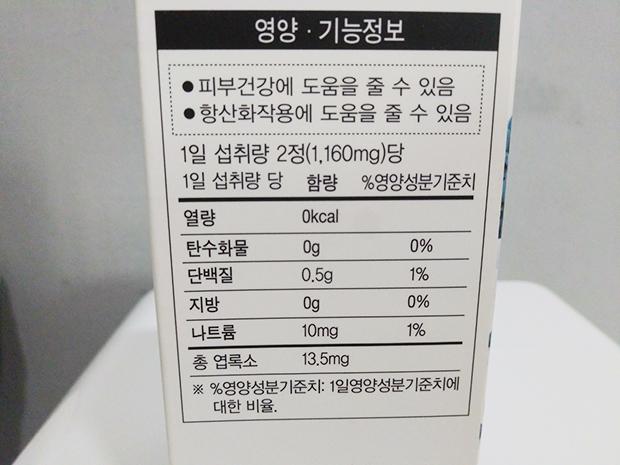 영양 · 기능정보
● 피부건강에 도움을 줄 수 있음
● 항산화작용에 도움을 줄 수 있음
1일 섭취량 2정(1,160mg)당
1일 섭취량 당 함량 %영양성분기준치
열량 0kcal
탄수화물 0g 0%
단백질 0.5g 1%
지방 0g 0%
나트륨 10mg 1%
총 엽록소 13.5mg
※ %영양성분기준치: 1일영양성분기준치에
대한 비율.